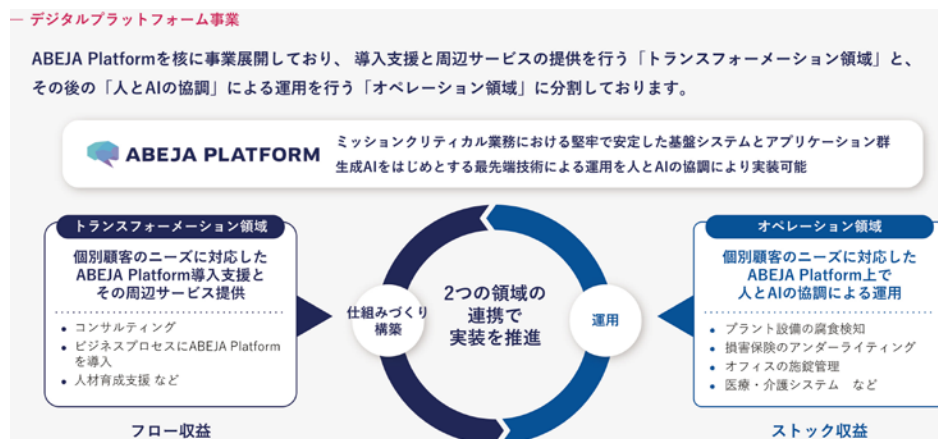 デジタルプラットフォーム事業
ABEJA Platformを核に事業展開しており、 導入支援と周辺サービスの提供を行う「トランスフォーメーション領域」と、
その後の「人とAIの協調」による運用を行う「オペレーション領域」に分割しております。
ABEJA PLATFORM
ミッションクリティカル業務における堅牢で安定した基盤システムとアプリケーション群
生成AIをはじめとする最先端技術による運用を人とAIの協調により実装可能
トランスフォーメーション領域
個別顧客のニーズに対応した
ABEJA Platform導入支援と
その周辺サービス提供
• コンサルティング
• ビジネスプロセスにABEJA Platform
を導入
• 人材育成支援 など
フロー収益
仕組みづくり
構築
2つの領域の
連携で
実装を推進
運用
オペレーション領域
個別顧客のニーズに対応した
ABEJA Platform上で
人とAIの協調による運用
• プラント設備の腐食検知
• 損害保険のアンダーライティング
• オフィスの施錠管理
• 医療・介護システム など
ストック収益